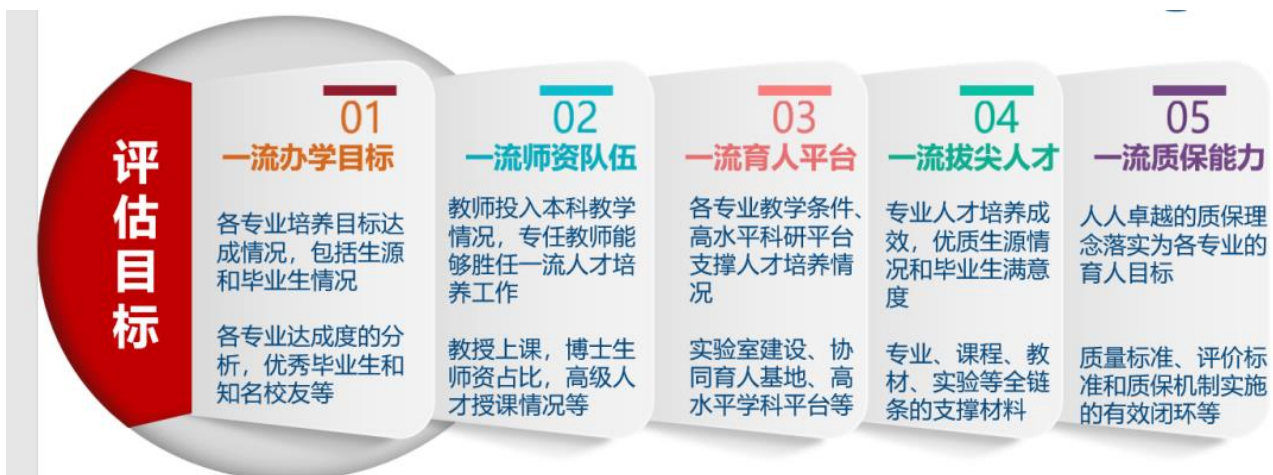 评估目标
01
一流办学目标
各专业培养目标达
成情况，包括生源
和毕业生情况
各专业达成度的分
析，优秀毕业生和
知名校友等
02
一流师资队伍
教师投入本科教学
情况，专任教师能
够胜任一流人才培
养工作
教授上课，博士生
师资占比，高级人
才授课情况等
03
一流育人平台
各专业教学条件、
高水平科研平台
支撑人才培养情
况
实验室建设、协
同育人基地、高
水平学科平台等
04
一流拔尖人才
专业人才培养成
效，优质生源情
况和毕业生满意
度
专业、课程、教
材、实验等全链
条的支撑材料
05
一流质保能力
人人卓越的质保理
念落实为各专业的
育人目标
质量标准、评价标
准和质保机制实施
的有效闭环等